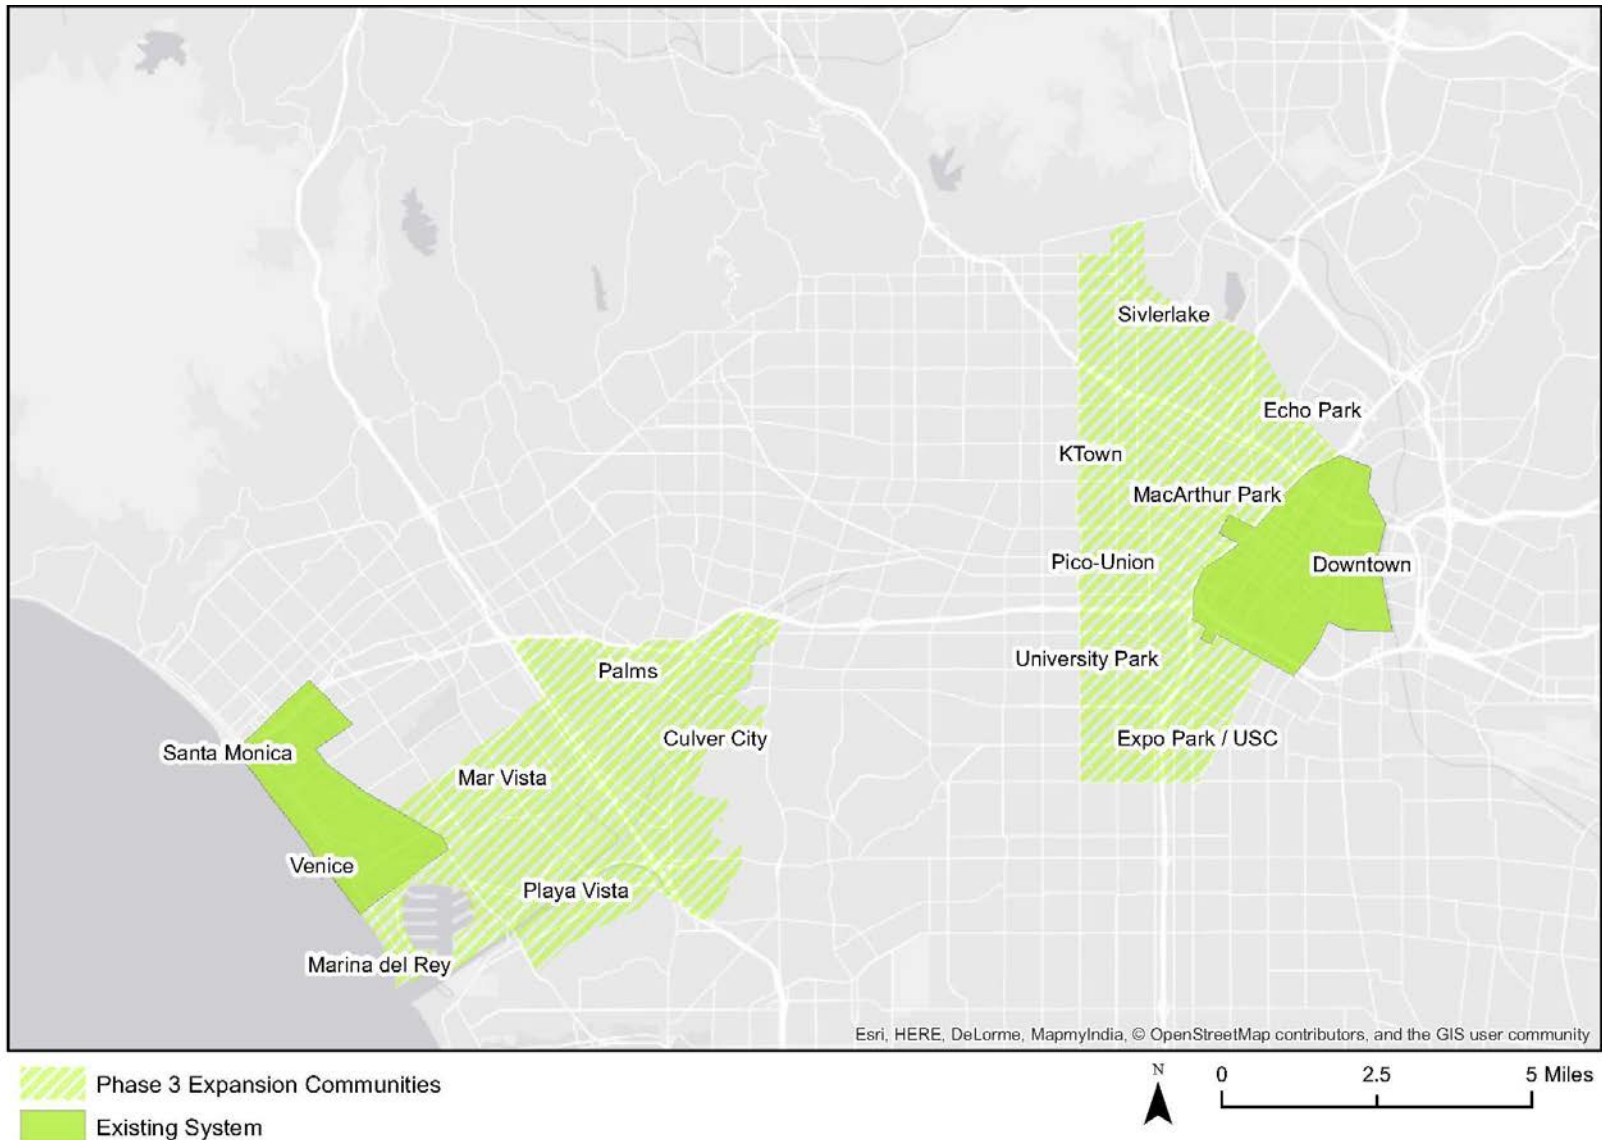 Sivlerlake
Echo Park
KTown
MacArthur Park
Pico-Union
Downtown
University Park
Palms
Culver City
Expo Park / USC
Santa Monica
Mar Vista
Venice
Playa Vista
Marina del Rey
Esri, HERE, DeLorme, MapmyIndia, © OpenStreetMap contributors, and the GIS user community
Phase 3 Expansion Communities
Existing System
N
0 2.5 5 Miles